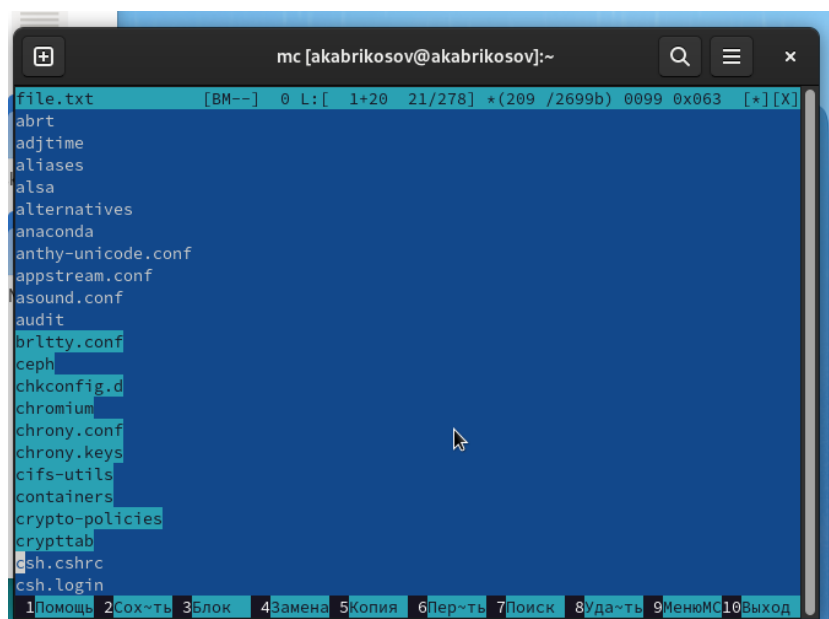 mc [akabrikosov@akabrikosov]:~
file.txt [BM--] 0 L:[ 1+20 21/278] *(209 /2699b) 0099 0x063 [*][X]
abrt
adjtime
aliases
alsa
alternatives
anaconda
anthy-unicode.conf
appstream.conf
asound.conf
audit
brltty.conf
ceph
chkconfig.d
chromium
chrony.conf
chrony.keys
cifs-utils
containers
crypto-policies
crypttab
csh.cshrc
csh.login
1Помощь 2Сох~ть 3Блок 4Замена 5Копия 6Пер~ть 7Поиск 8Уда~ть 9МенюМС10Выход